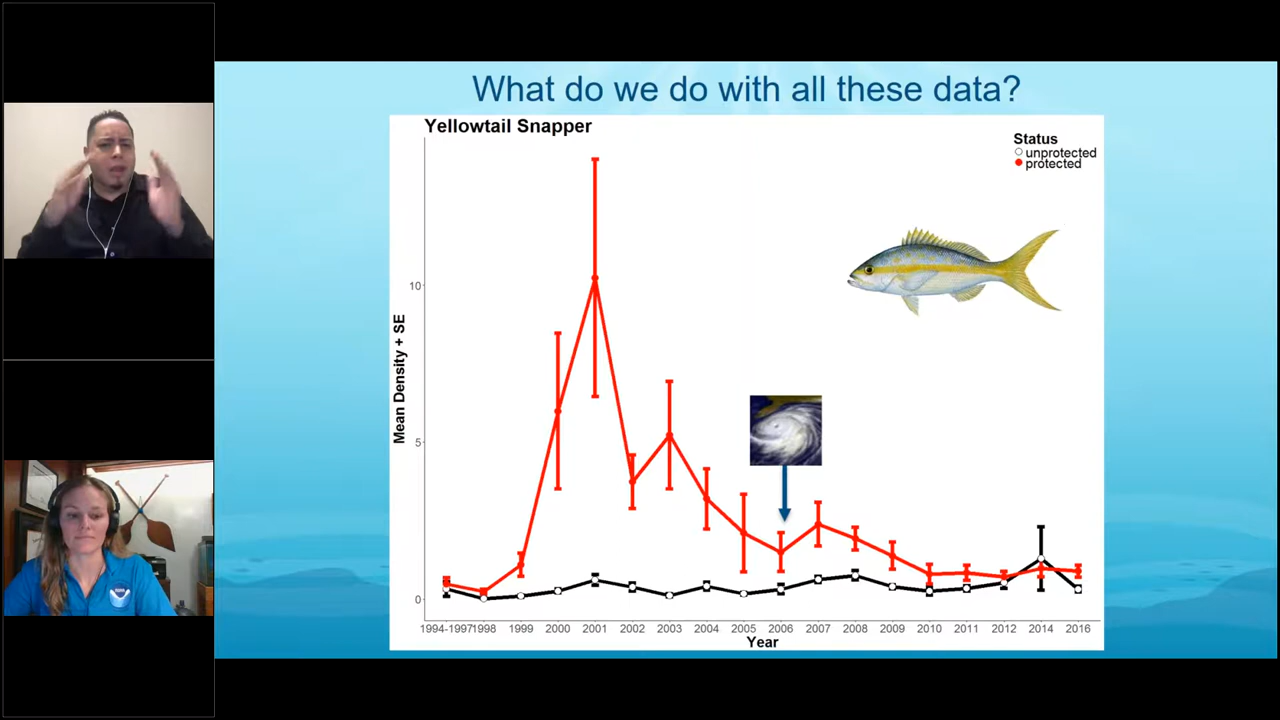 What do we do with all these data?
Yellowtail Snapper
Status
unprotected
protected
Mean Density + SE
10
5
0
1994-1997 1998 1999 2000 2001 2002 2003 2004 2005 2006 2007 2008 2009 2010 2011 2012 2014 2016
Year